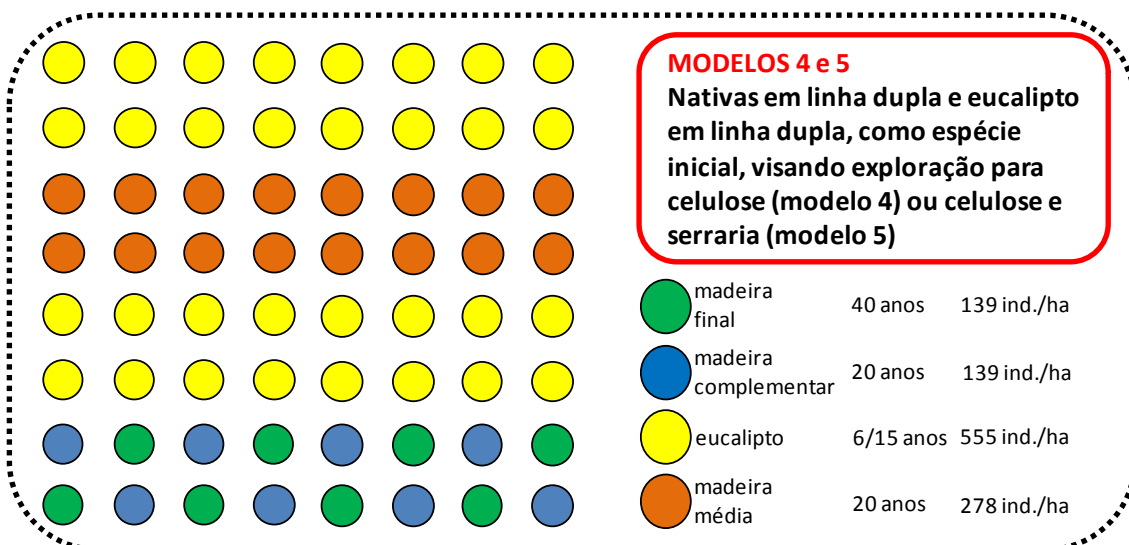 MODELOS 4 e 5
Nativas em linha dupla e eucalipto
em linha dupla, como espécie
inicial, visando exploração para
celulose (modelo 4) ou celulose e
serraria (modelo 5)
madeira
final 40 anos 139 ind./ha
madeira
complementar 20 anos 139 ind./ha
eucalipto 6/15 anos 555 ind./ha
madeira
média 20 anos 278 ind./ha